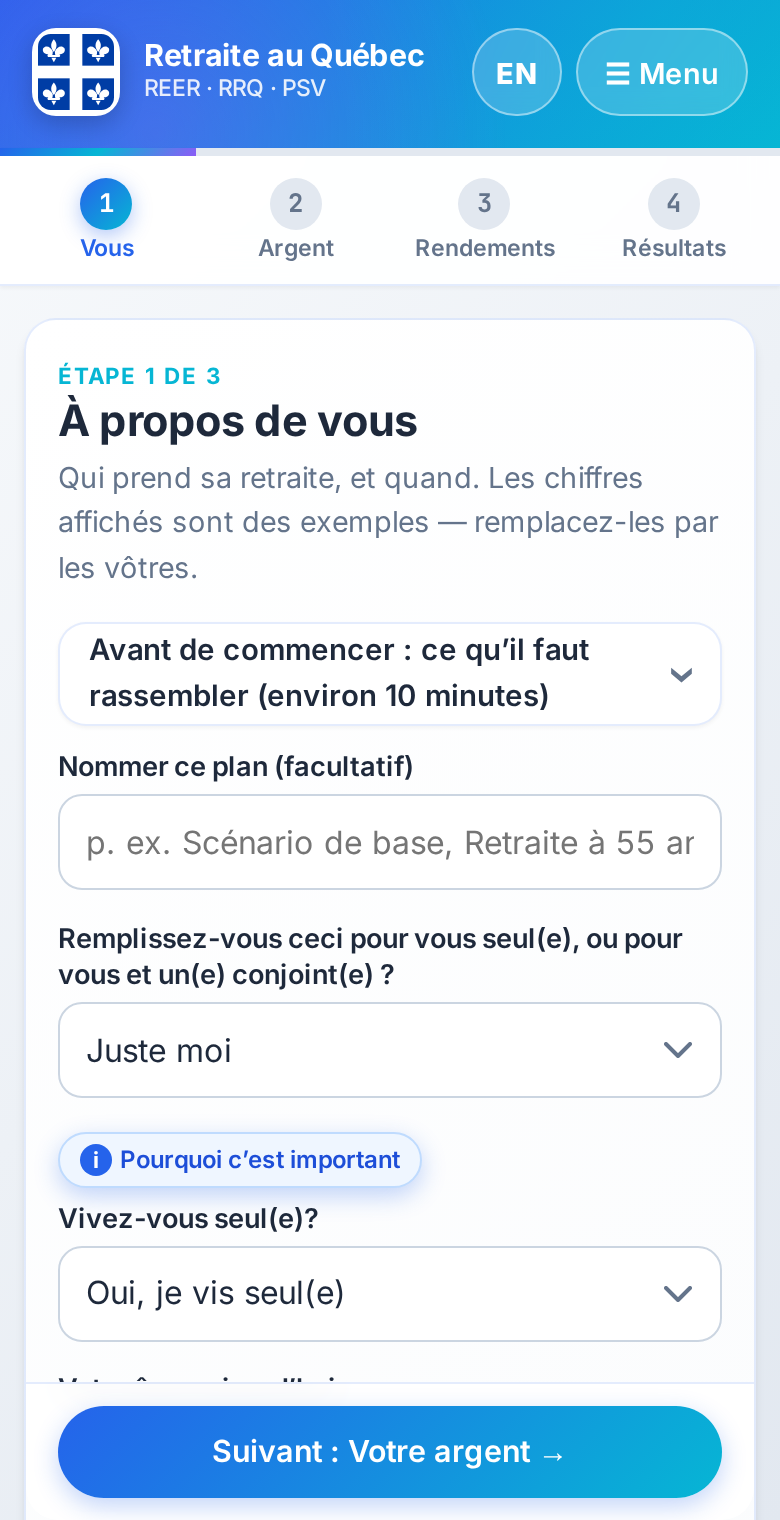 Retraite au Québec
REER · RRQ · PSV
EN
☰ Menu
1
Vous
2
Argent
3
Rendements
4
Résultats
ÉTAPE 1 DE 3
À propos de vous
Qui prend sa retraite, et quand. Les chiffres
affichés sont des exemples — remplacez-les par
les vôtres.
Avant de commencer : ce qu’il faut
rassembler (environ 10 minutes)
Nommer ce plan (facultatif)
p. ex. Scénario de base, Retraite à 55 an
Remplissez-vous ceci pour vous seul(e), ou pour
vous et un(e) conjoint(e) ?
Juste moi
i Pourquoi c’est important
Vivez-vous seul(e)?
Oui, je vis seul(e)
Suivant : Votre argent →